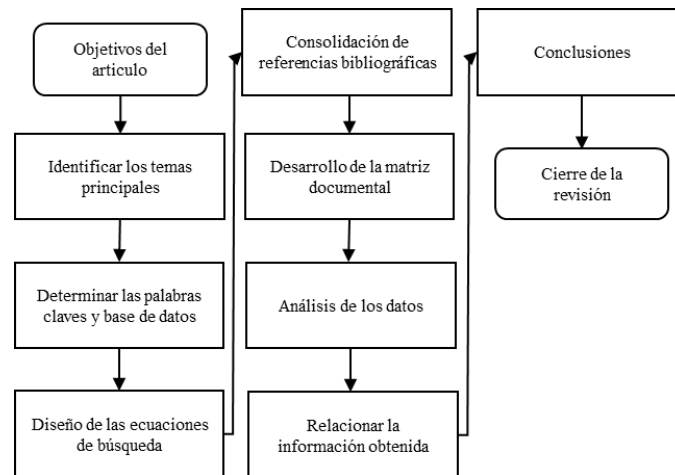 Objetivos del
articulo
Identificar los temas
principales
Determinar las palabras
claves y base de datos
Diseño de las ecuaciones
de búsqueda
Consolidación de
referencias bibliográficas
Desarrollo de la matriz
documental
Análisis de los datos
Relacionar la
información obtenida
Conclusiones
Cierre de la
revisión